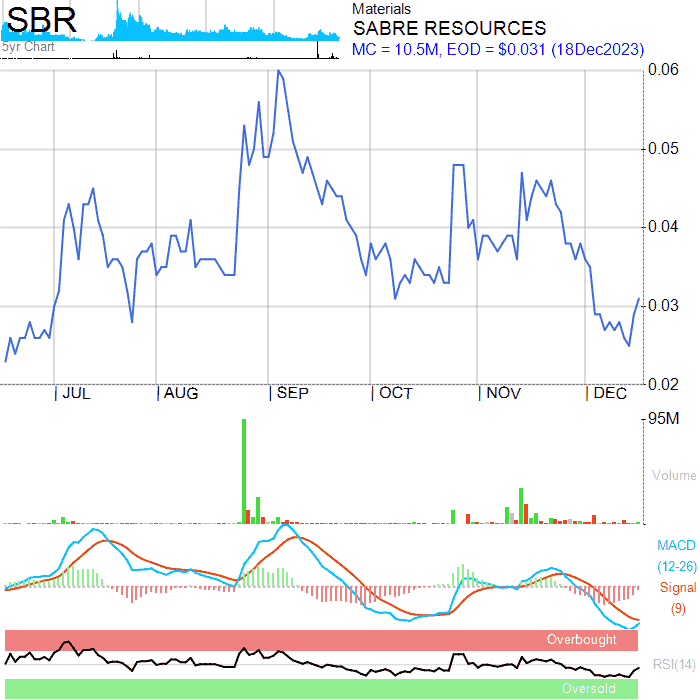 SBR
5yr Chart
Materials
SABRE RESOURCES
MC = 10.5M, EOD = $0.031 (18Dec2023)
0.06
0.05
0.04
0.03
0.02
| JUL | AUG | SEP | OCT | NOV | DEC
95M
Volume
MACD
(12-26)
Signal
(9)
Overbought
RSI(14)
Oversold